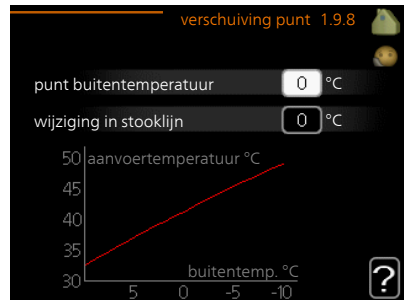 verschuiving punt 1.9.8
punt buitentemperatuur 0 °C
wijziging in stooklijn 0 °C
50 aanvoertemperatuur °C
45
40
35
buitentemp. °C
30
5 0 -5 -10
?